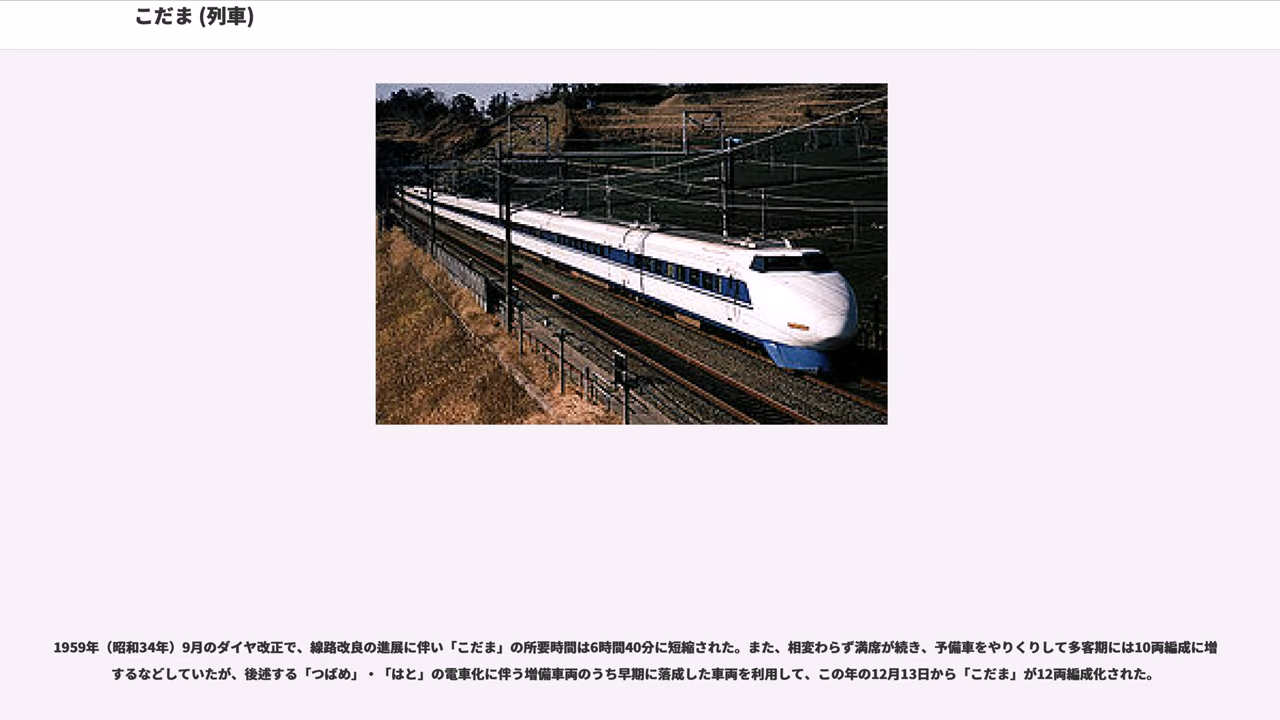 こだま (列車)
1959年（昭和34年）9月のダイヤ改正で、線路改良の進展に伴い「こだま」の所要時間は6時間40分に短縮された。また、相変わらず満席が続き、予備車をやりくりして多客期には10両編成に増
するなどしていたが、後述する「つばめ」・「はと」の電車化に伴う増備車両のうち早期に落成した車両を利用して、この年の12月13日から「こだま」が12両編成化された。